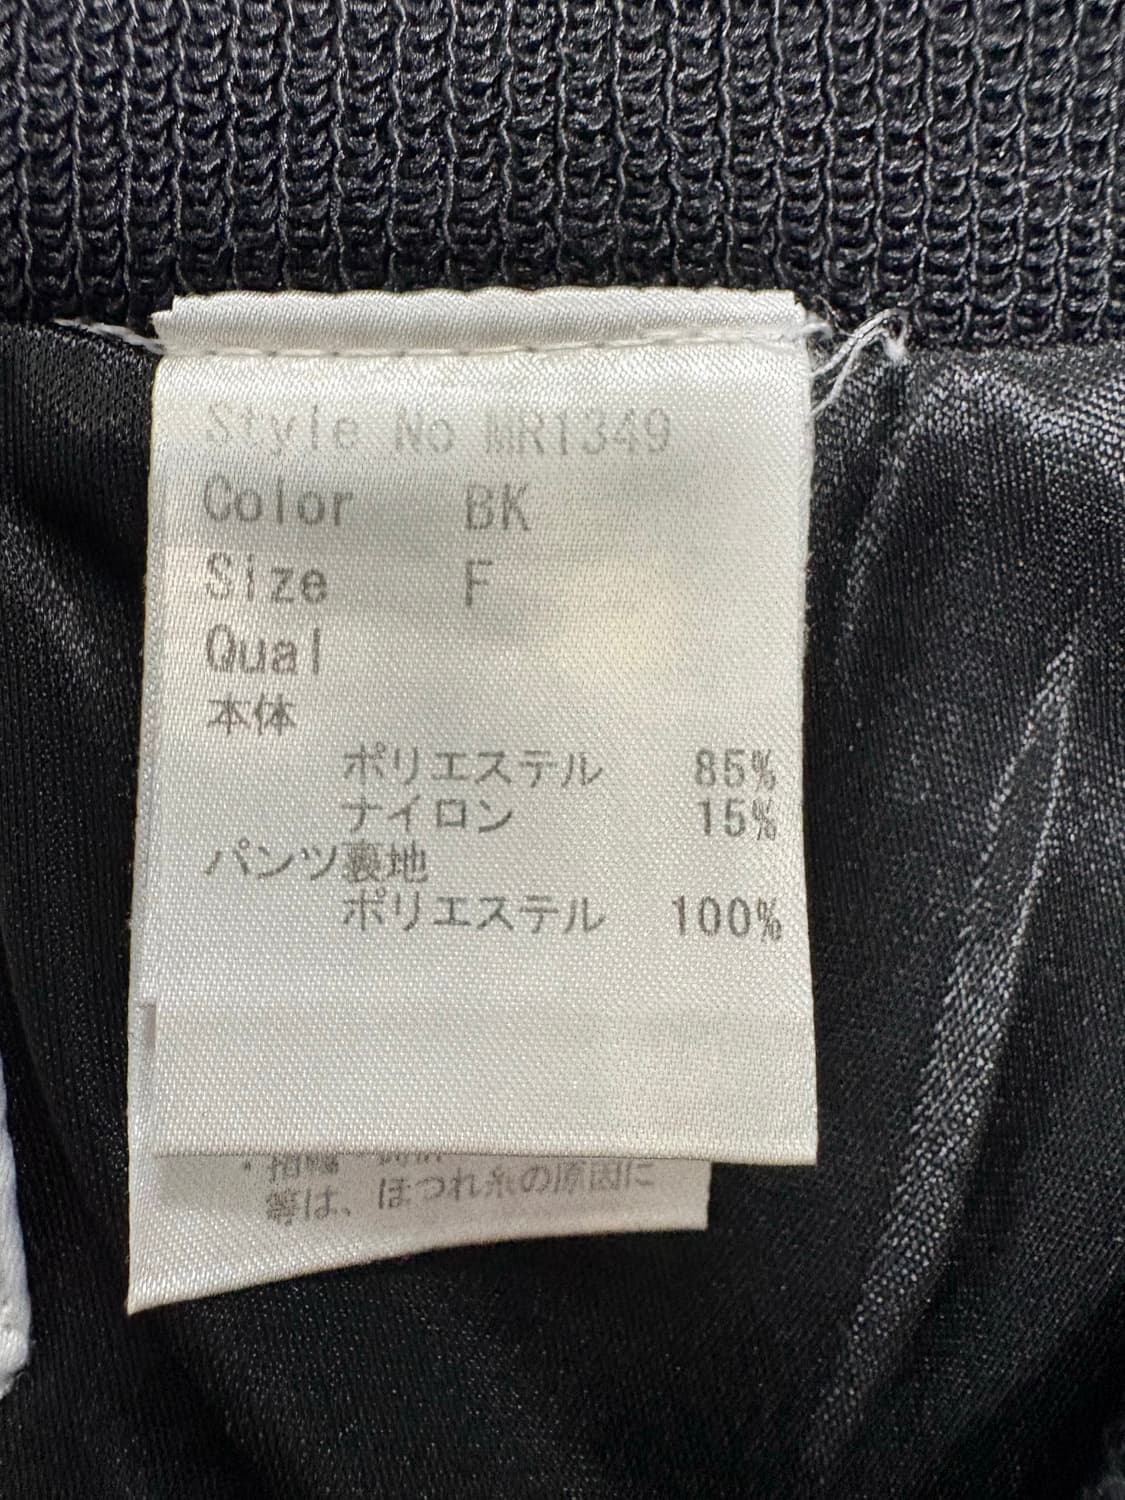 Style No MR1349
Color BK
Size F
Qual
本体
ポリエステル 85%
ナイロン 15%
パンツ裏地
ポリエステル 100%
等は、ほつれ糸の原因に